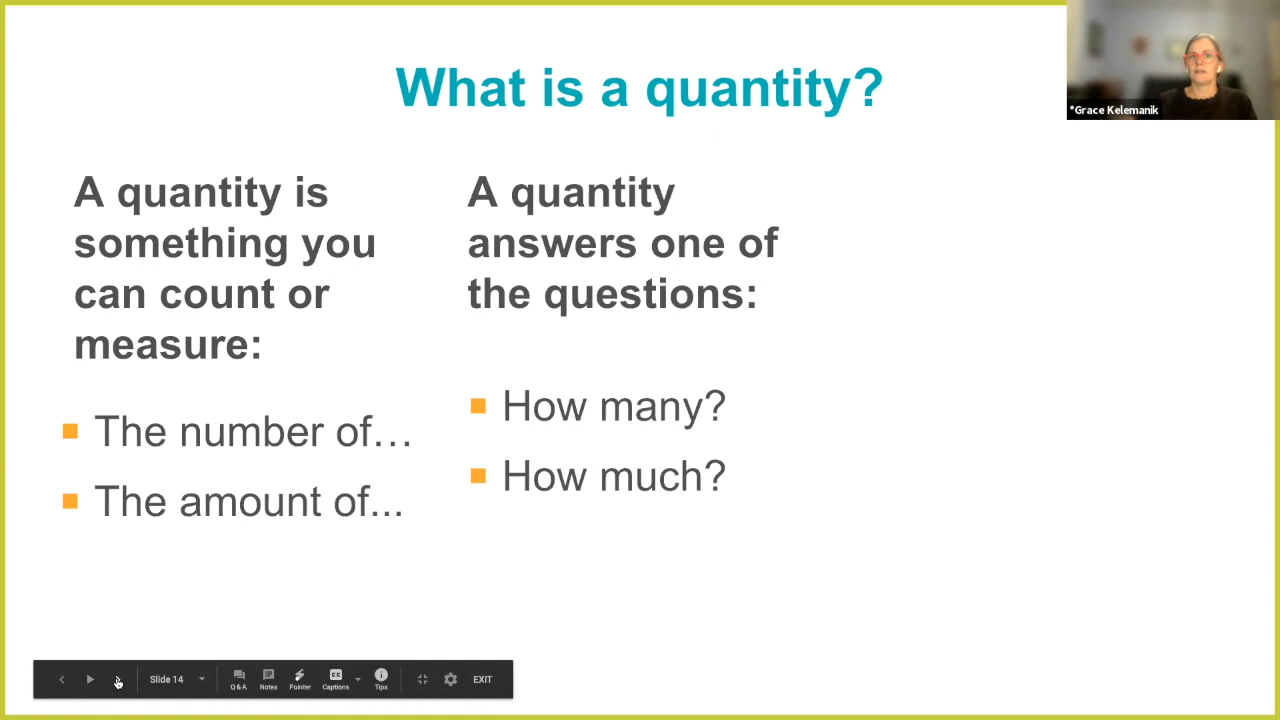 What is a quantity?
*Grace Kelemanik
A quantity is
something you
can count or
measure:
The number of…
The amount of...
A quantity
answers one of
the questions:
How many?
How much?
Slide 14
Q&A
Notes
Pointer
Captions
Tips
EXIT